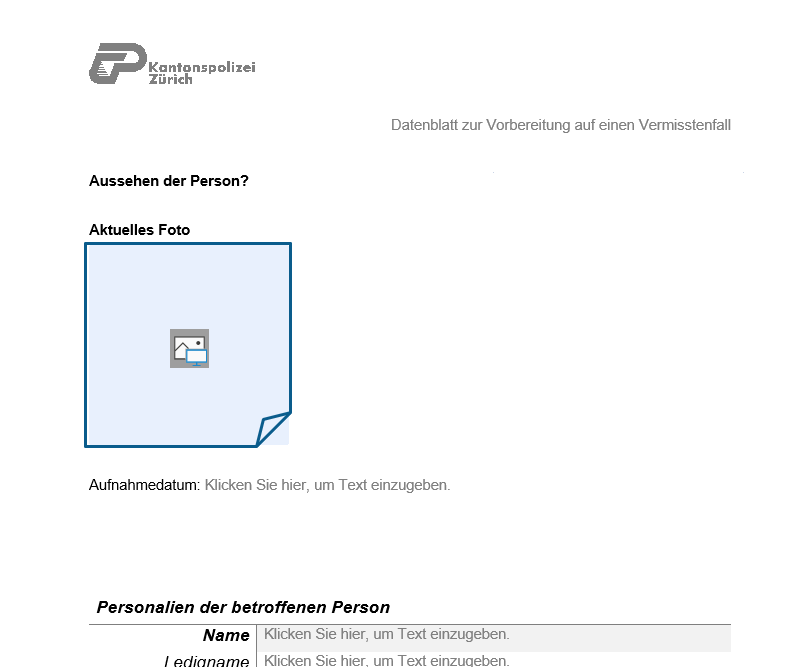 Kantonspolizei
Zürich
Datenblatt zur Vorbereitung auf einen Vermisstenfall
Aussehen der Person?
Aktuelles Foto
Aufnahmedatum: Klicken Sie hier, um Text einzugeben.
Personalien der betroffenen Person
Name Klicken Sie hier, um Text einzugeben.
Ledigname Klicken Sie hier, um Text einzugeben.